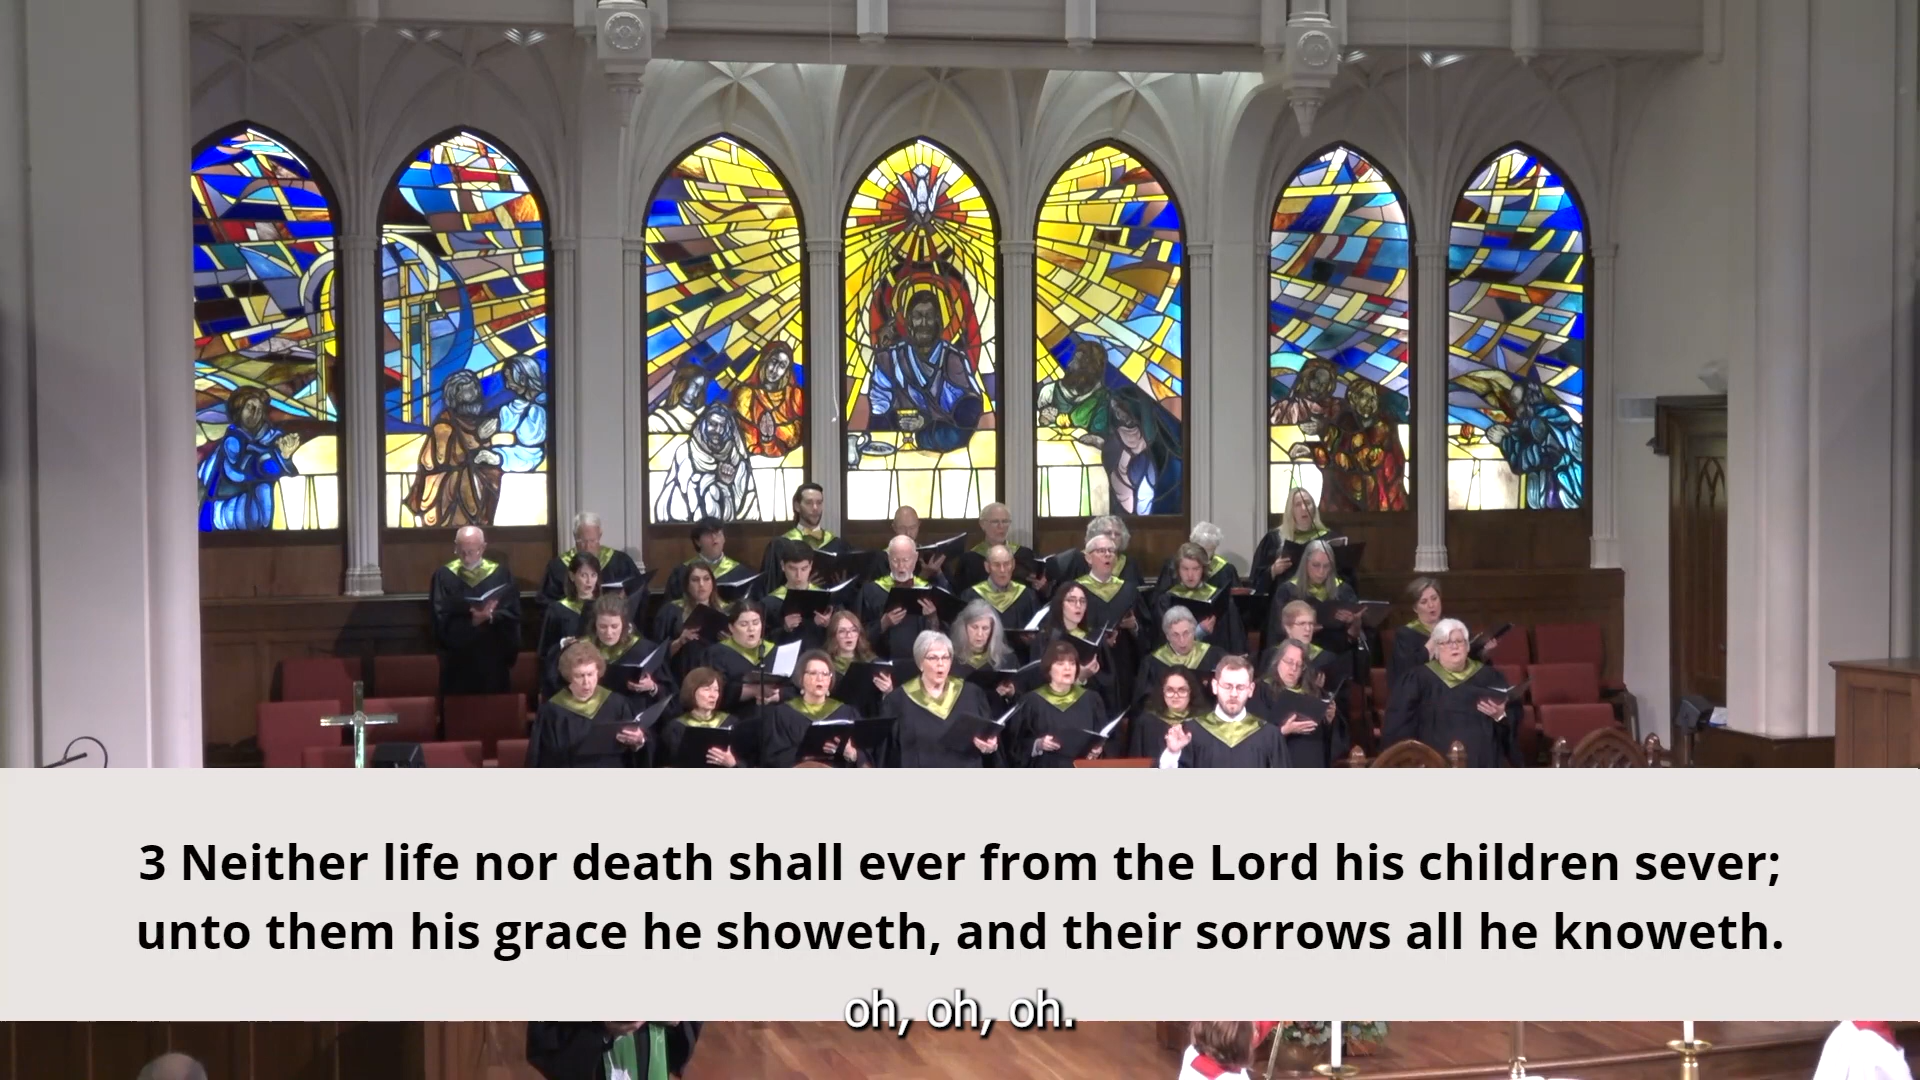 3 Neither life nor death shall ever from the Lord his children sever;
unto them his grace he showeth, and their sorrows all he knoweth.
oh, oh, oh.